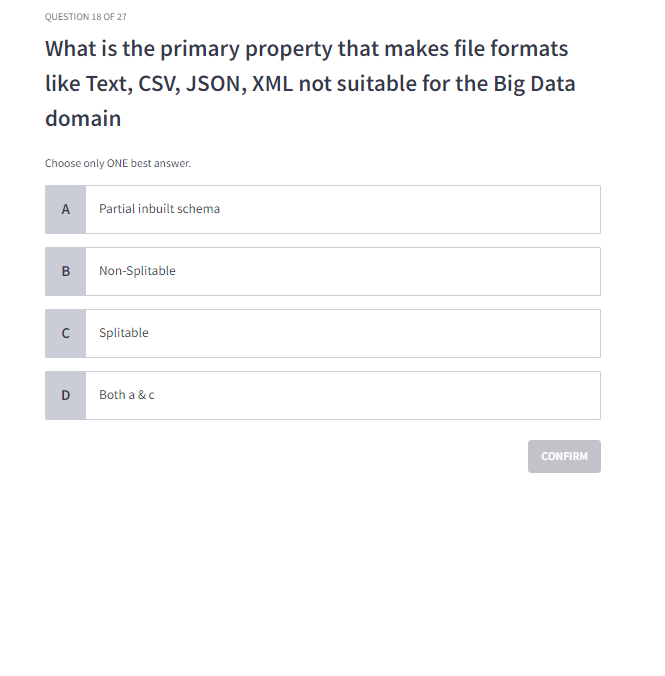 QUESTION 18 OF 27
What is the primary property that makes file formats
like Text, CSV, JSON, XML not suitable for the Big Data
domain
Choose only ONE best answer.
A Partial inbuilt schema
B Non-Splitable
C Splitable
D Both a & c
CONFIRM